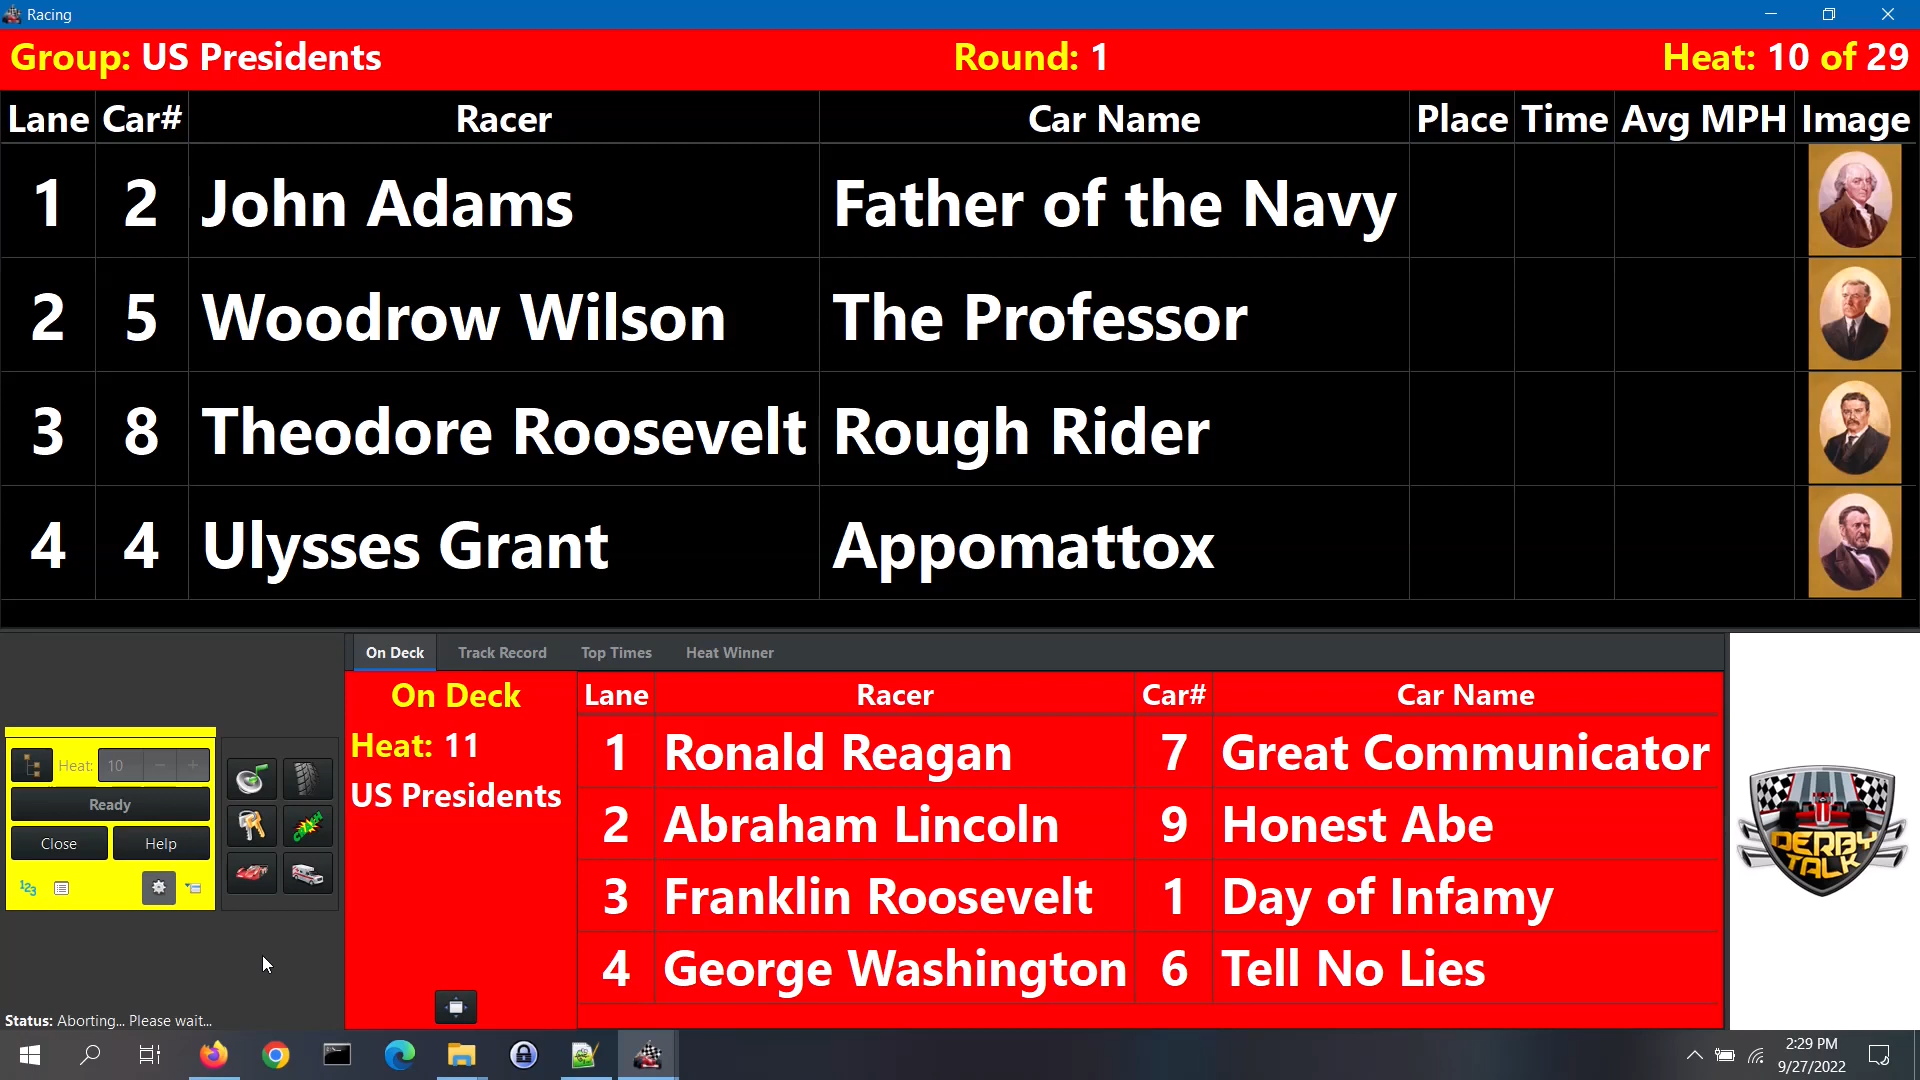 Racing
Group: US Presidents Round: 1 Heat: 10 of 29
Lane Car# Racer Car Name Place Time Avg MPH Image
1 2 John Adams Father of the Navy
2 5 Woodrow Wilson The Professor
3 8 Theodore Roosevelt Rough Rider
4 4 Ulysses Grant Appomattox
On Deck Track Record Top Times Heat Winner
On Deck
Heat: 11
US Presidents
Lane Racer Car# Car Name
1 Ronald Reagan 7 Great Communicator
2 Abraham Lincoln 9 Honest Abe
3 Franklin Roosevelt 1 Day of Infamy
4 George Washington 6 Tell No Lies
Heat: 10 − +
Ready
Close Help
123
CRASH
DERBY
TALK
Status: Aborting... Please wait...
2:29 PM
9/27/2022